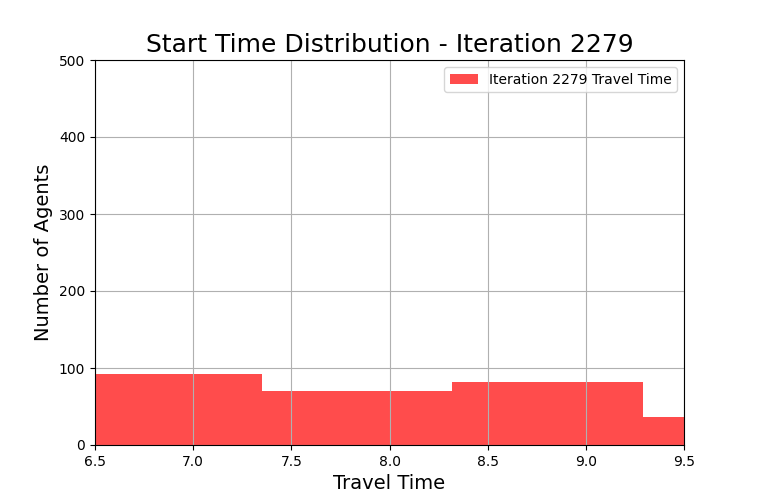 Start Time Distribution - Iteration 2279
Iteration 2279 Travel Time
Number of Agents
500
400
300
200
100
0
6.5 7.0 7.5 8.0 8.5 9.0 9.5
Travel Time